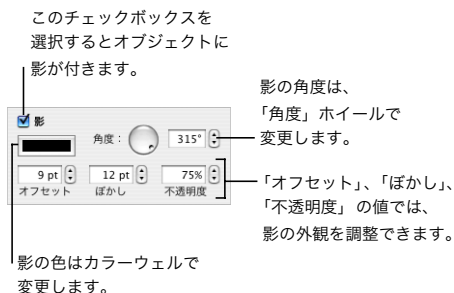 このチェックボックスを
選択するとオブジェクトに
影が付きます。
影の角度は、
「角度」ホイールで
変更します。
影
角度：
315°
9 pt
12 pt
75%
オフセット
ぼかし
不透明度
「オフセット」、「ぼかし」、
「不透明度」の値では、
影の外観を調整できます。
影の色はカラーウェルで
変更します。